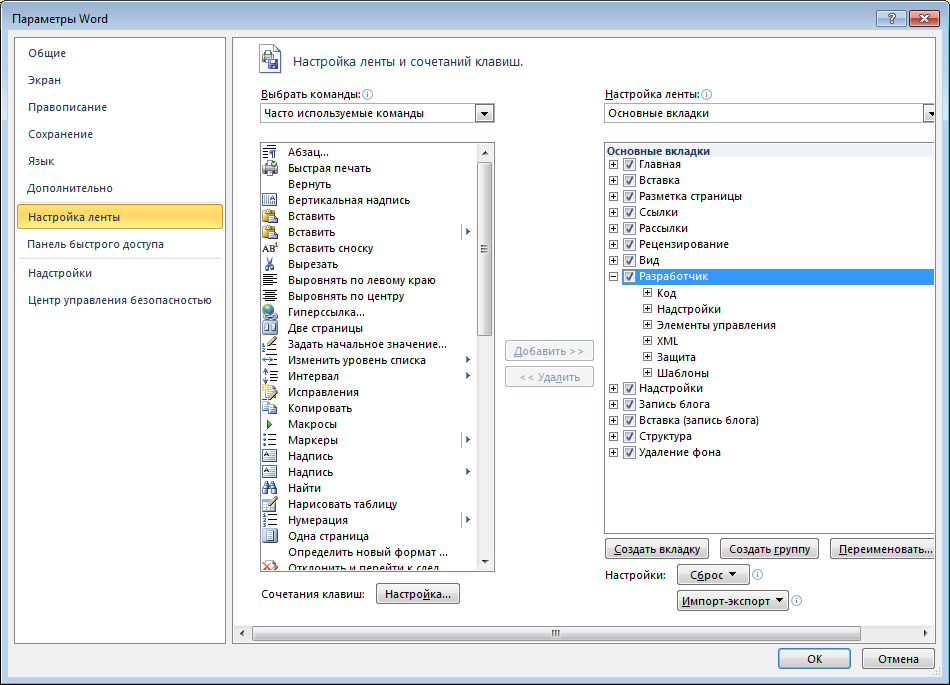 Параметры Word
Общие
Экран
Правописание
Сохранение
Язык
Дополнительно
Настройка ленты
Панель быстрого доступа
Надстройки
Центр управления безопасностью
Настройка ленты и сочетаний клавиш.
Выбрать команды:
Часто используемые команды
Абзац...
Быстрая печать
Вернуть
Вертикальная надпись
Вставить
Вставить
Вставить сноску
Вырезать
Выровнять по левому краю
Выровнять по центру
Гиперссылка...
Две страницы
Задать начальное значение...
Изменить уровень списка
Интервал
Исправления
Копировать
Макросы
Маркеры
Надпись
Надпись
Найти
Нарисовать таблицу
Нумерация
Одна страница
Определить новый формат ...
Отклонить и перейти к след
Сочетания клавиш:
Настройка...
Добавить >>
<< Удалить
Настройка ленты:
Основные вкладки
Основные вкладки
Главная
Вставка
Разметка страницы
Ссылки
Рассылки
Рецензирование
Вид
Разработчик
Код
Надстройки
Элементы управления
XML
Защита
Шаблоны
Надстройки
Запись блога
Вставка (запись блога)
Структура
Удаление фона
Создать вкладку
Создать группу
Переименовать...
Настройки:
Сброс
Импорт-экспорт
ОК
Отмена